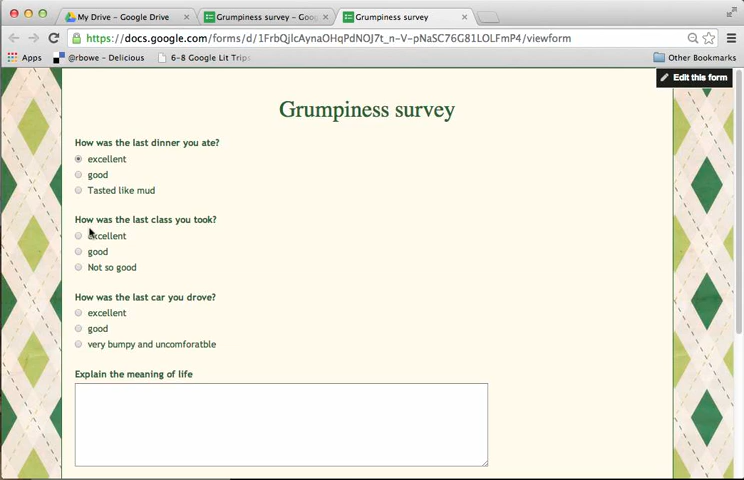 My Drive – Google Drive
Grumpiness survey – Goo
Grumpiness survey
https://docs.google.com/forms/d/1FrbQjlcAynaOHqPdNOJ7t_n-V-pNaSC76G81LOLFmP4/viewform
Apps
@rbowe – Delicious
6-8 Google Lit Trips
Other Bookmarks
Edit this form
Grumpiness survey
How was the last dinner you ate?
excellent
good
Tasted like mud
How was the last class you took?
excellent
good
Not so good
How was the last car you drove?
excellent
good
very bumpy and uncomforatble
Explain the meaning of life